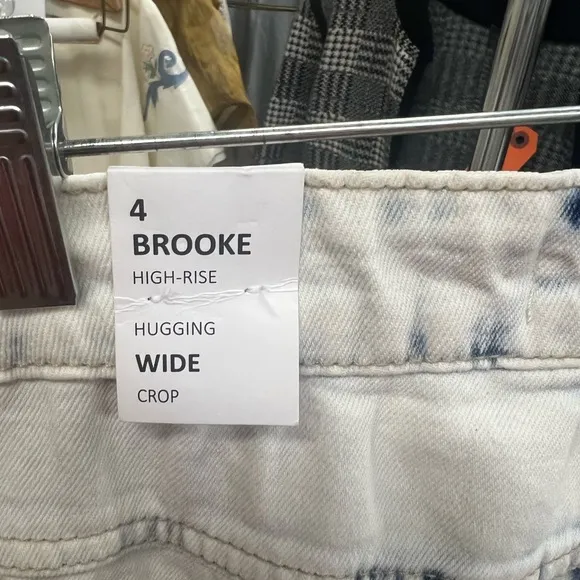 4
BROOKE
HIGH-RISE
HUGGING
WIDE
CROP